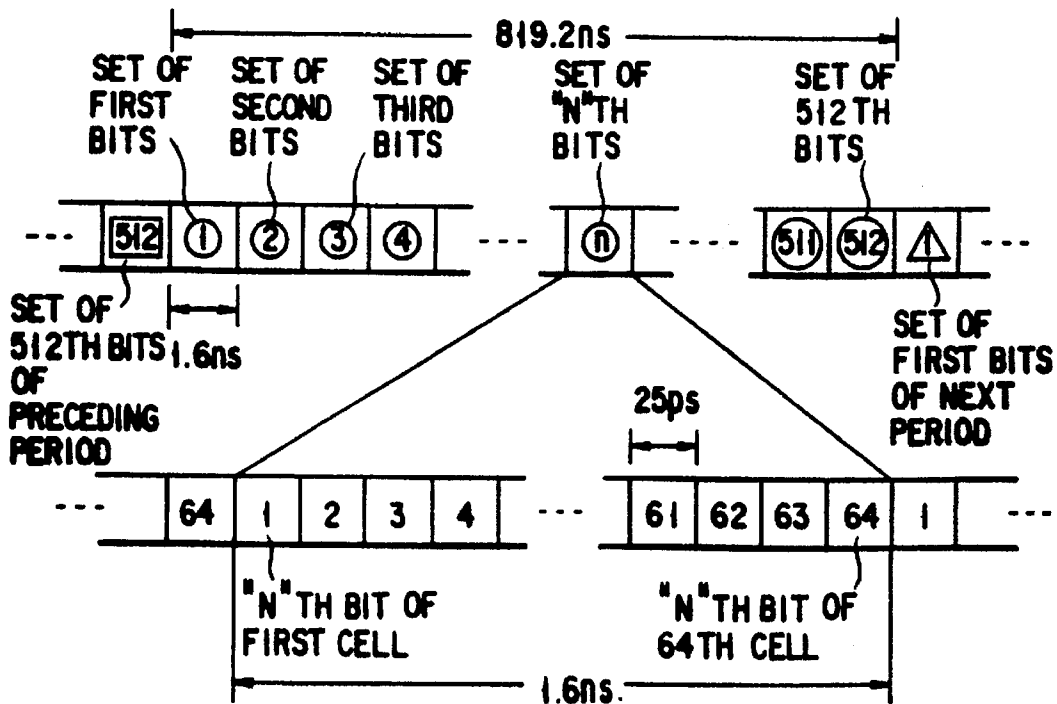 819.2ns
SET OF
FIRST
BITS
SET OF
SECOND
BITS
SET OF
THIRD
BITS
SET OF
"N"TH
BITS
SET OF
512TH
BITS
--- 512 1 2 3 4 ---- n ---- 511 512 1 ---
SET OF
512TH BITS
OF
PRECEDING
PERIOD
1.6ns
SET OF
FIRST BITS
OF NEXT
PERIOD
25ps
--- 64 1 2 3 4 --- 61 62 63 64 1 ---
"N"TH BIT OF
FIRST CELL
"N"TH BIT OF
64TH CELL
1.6ns.